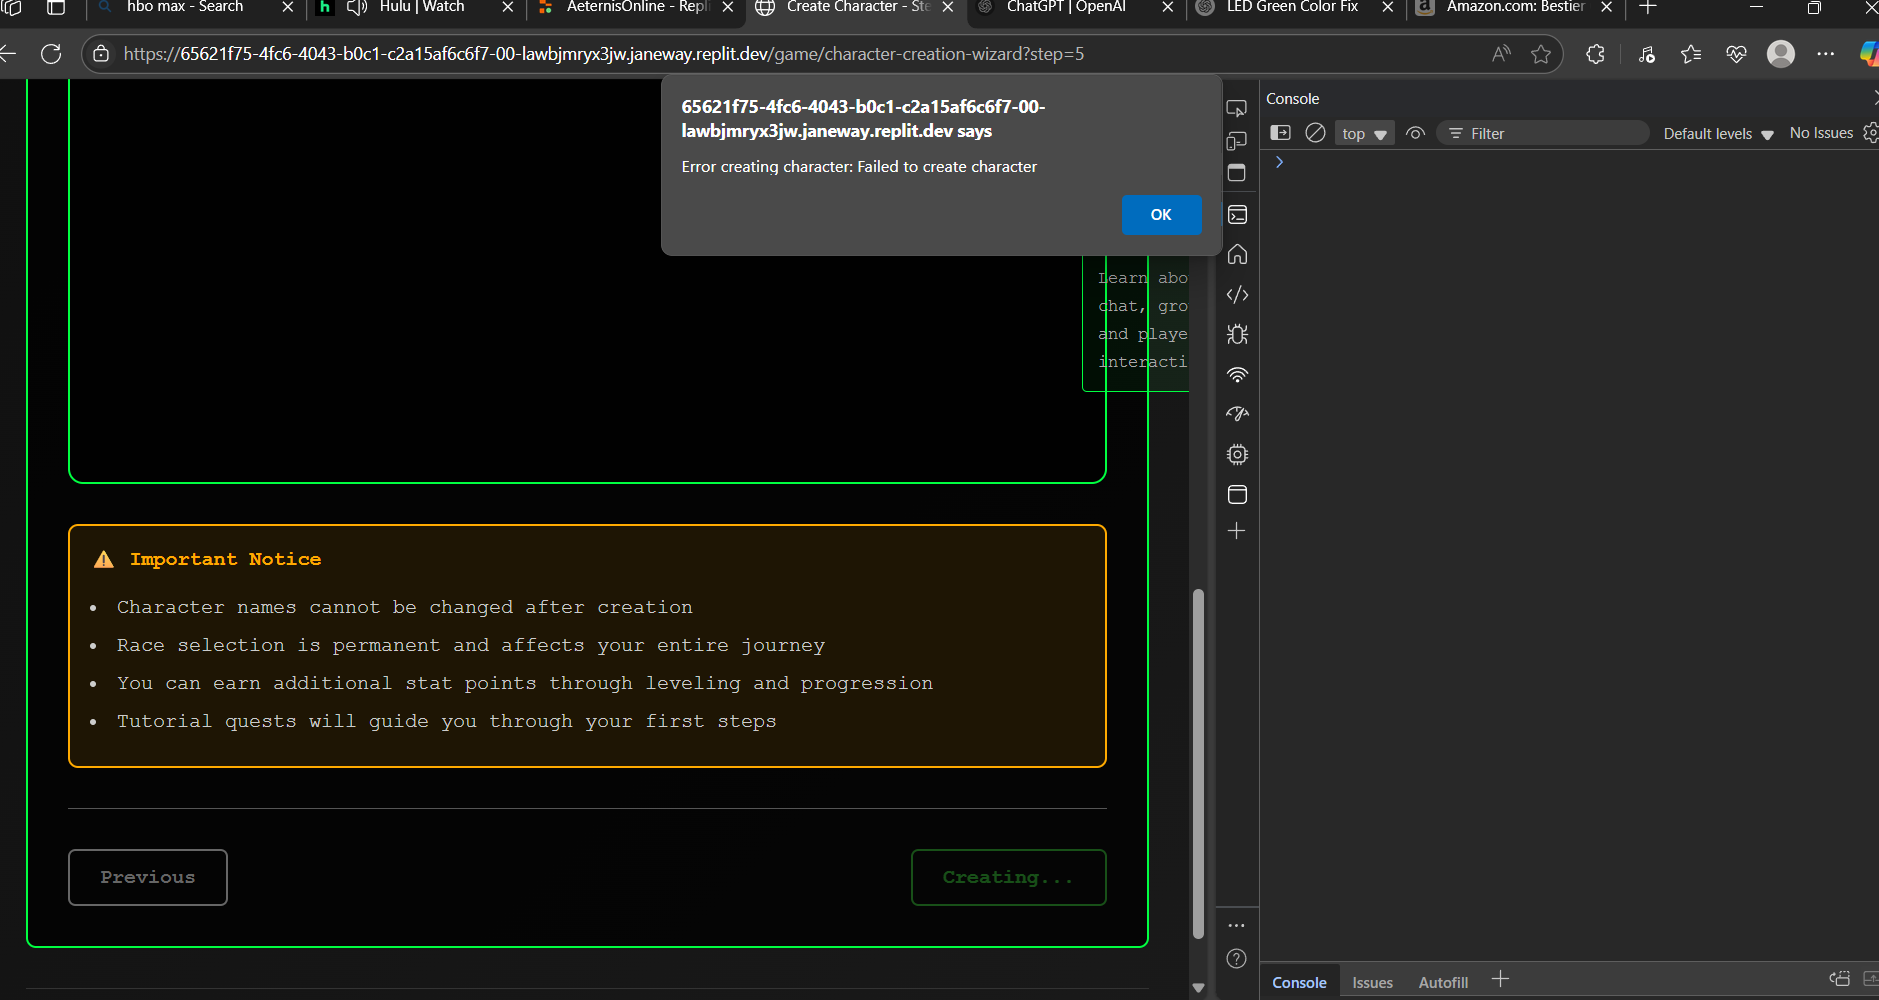 hbo max - Search
Hulu | Watch
AeternisOnline - Repli
Create Character - Ste
ChatGPT | OpenAI
LED Green Color Fix
Amazon.com: Bestier
https://65621f75-4fc6-4043-b0c1-c2a15af6c6f7-00-lawbjmryx3jw.janeway.replit.dev/game/character-creation-wizard?step=5
65621f75-4fc6-4043-b0c1-c2a15af6c6f7-00-
lawbjmryx3jw.janeway.replit.dev says
Error creating character: Failed to create character
OK
Learn abo
chat, gro
and playe
interacti
Important Notice
• Character names cannot be changed after creation
• Race selection is permanent and affects your entire journey
• You can earn additional stat points through leveling and progression
• Tutorial quests will guide you through your first steps
Previous
Creating...
Console
top
Filter
Default levels
No Issues
Console
Issues
Autofill